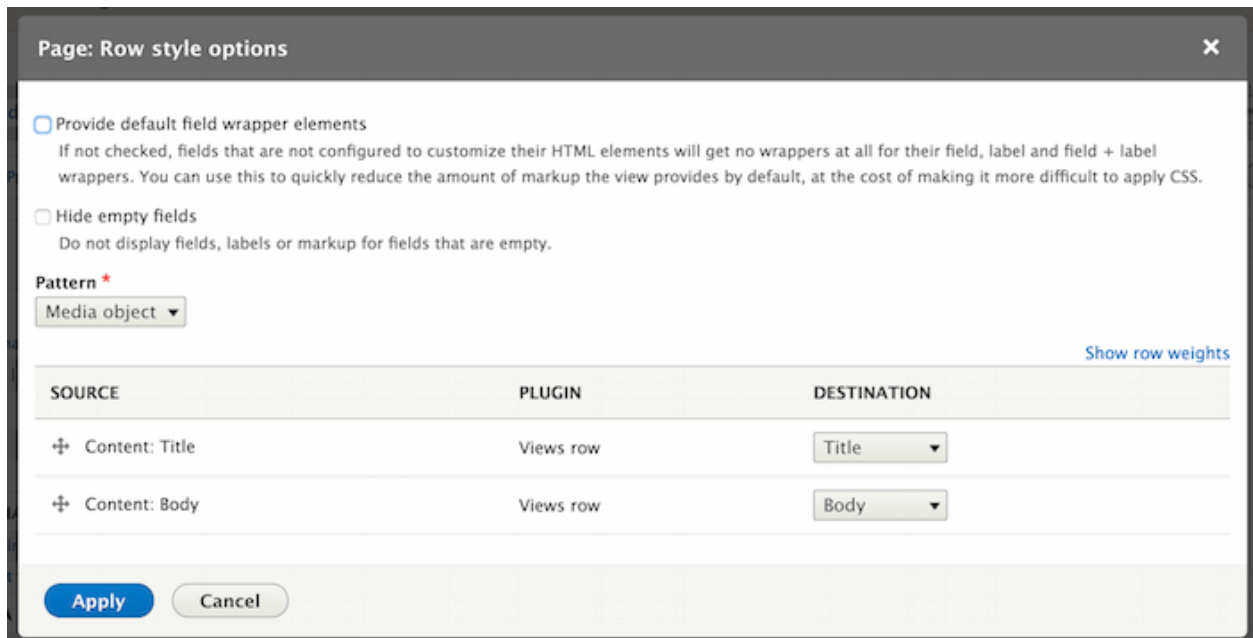 Page: Row style options
Provide default field wrapper elements
If not checked, fields that are not configured to customize their HTML elements will get no wrappers at all for their field, label and field + label
wrappers. You can use this to quickly reduce the amount of markup the view provides by default, at the cost of making it more difficult to apply CSS.
Hide empty fields
Do not display fields, labels or markup for fields that are empty.
Pattern *
Media object
Show row weights
SOURCE PLUGIN DESTINATION
Content: Title Views row Title
Content: Body Views row Body
Apply Cancel